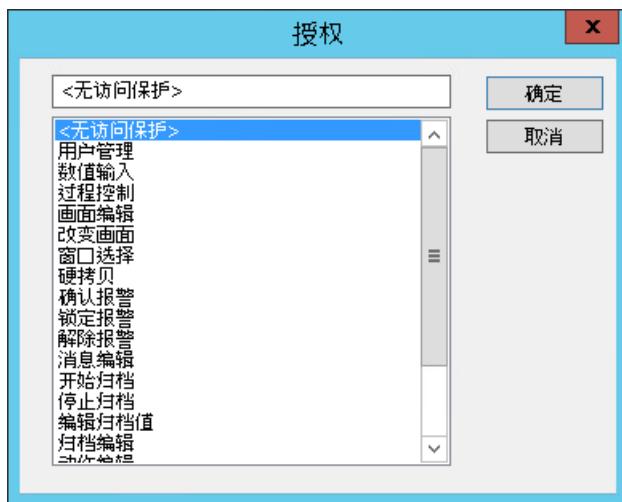 授权
x
<无访问保护>
确定
<无访问保护>
取消
用户管理
数值输入
过程控制
画面编辑
改变画面
窗口选择
硬拷贝
确认报警
锁定报警
解除报警
消息编辑
开始归档
停止归档
编辑归档值
归档编辑
动作编辑